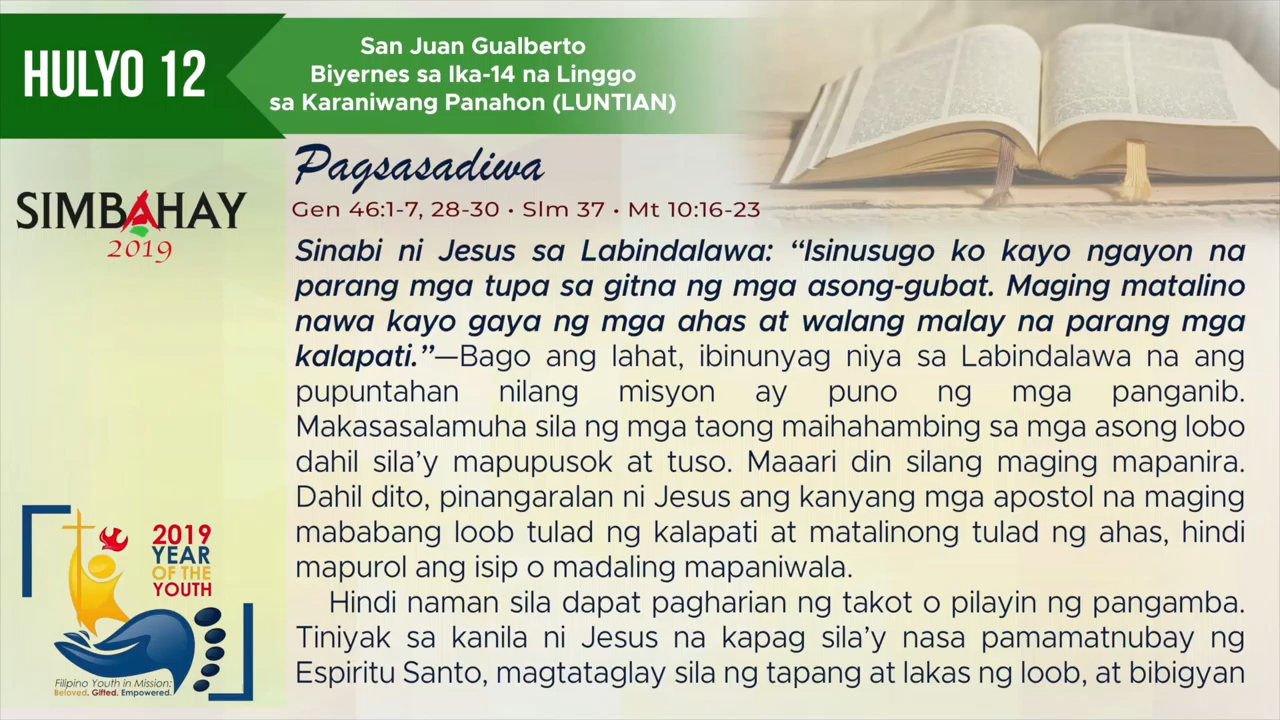 HULYO 12
San Juan Gualberto
Biyernes sa Ika-14 na Linggo
sa Karaniwang Panahon (LUNTIAN)
SIMBAHAY
2019
Pagsasadiwa
Gen 46:1-7, 28-30 • Slm 37 • Mt 10:16-23
Sinabi ni Jesus sa Labindalawa: “Isinusugo ko kayo ngayon na
parang mga tupa sa gitna ng mga asong-gubat. Maging matalino
nawa kayo gaya ng mga ahas at walang malay na parang mga
kalapati.”—Bago ang lahat, ibinunyag niya sa Labindalawa na ang
pupuntahan nilang misyon ay puno ng mga panganib.
Makasasalamuha sila ng mga taong maihahambing sa mga asong lobo
dahil sila’y mapupusok at tuso. Maaari din silang maging mapanira.
Dahil dito, pinangaralan ni Jesus ang kanyang mga apostol na maging
mababang loob tulad ng kalapati at matalinong tulad ng ahas, hindi
mapurol ang isip o madaling mapaniwala.
Hindi naman sila dapat pagharian ng takot o pilayin ng pangamba.
Tiniyak sa kanila ni Jesus na kapag sila’y nasa pamamatnubay ng
Espiritu Santo, magtataglay sila ng tapang at lakas ng loob, at bibigyan
2019
YEAR
OF THE
YOUTH
Filipino Youth in Mission:
Beloved. Gifted. Empowered.